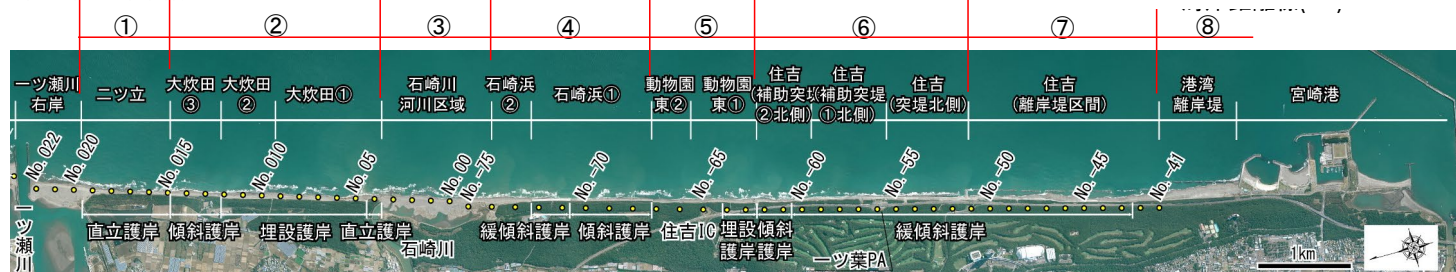 ① ② ③ ④ ⑤ ⑥ ⑦ ⑧
一ツ瀬川
右岸
二ツ立
大炊田
③
大炊田
②
大炊田①
石崎川
河川区域
石崎浜
②
石崎浜①
動物園
東②
動物園
東①
住吉
(補助突堤
②北側)
住吉
(補助突堤
①北側)
住吉
(突堤北側)
住吉
(離岸堤区間)
港湾
離岸堤
宮崎港
No. 022
No. 020
No. 015
No. 010
No. 05
No. 00
No. -75
No. -70
No. -65
No. -60
No. -55
No. -50
No. -45
No. -41
一ツ瀬川
直立護岸
傾斜護岸
埋設護岸
直立護岸
石崎川
緩傾斜護岸
傾斜護岸
住吉IC
埋設
護岸
傾斜
護岸
一ツ葉PA
緩傾斜護岸
1km